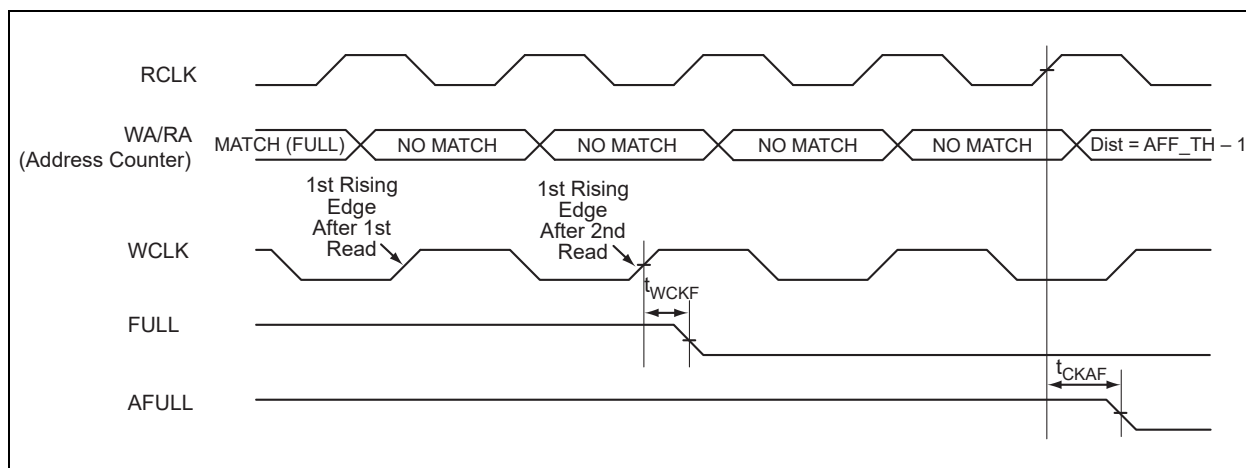 RCLK
WA/RA
(Address Counter)
MATCH (FULL)
NO MATCH
NO MATCH
NO MATCH
NO MATCH
Dist = AFF_TH – 1
1st Rising
Edge
After 1st
Read
1st Rising
Edge
After 2nd
Read
WCLK
tWCKF
FULL
tCKAF
AFULL